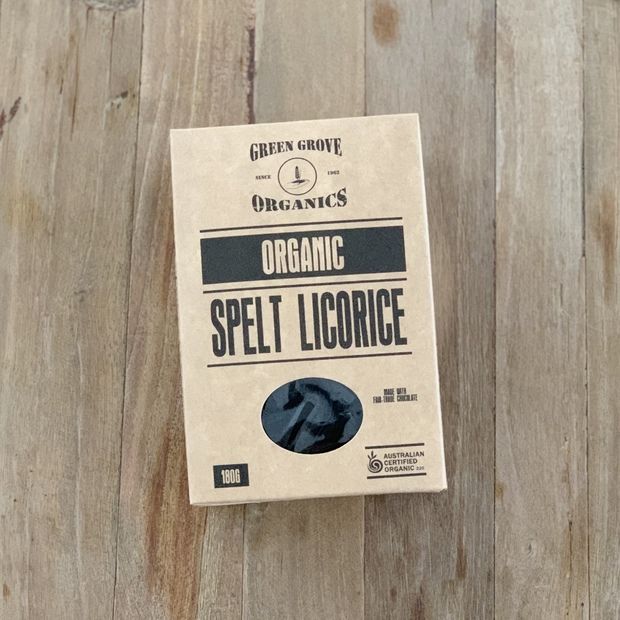 GREEN GROVE
SINCE 1962
ORGANICS
ORGANIC
SPELT LICORICE
MADE WITH
FAIR-TRADE CHOCOLATE
180G
AUSTRALIAN
CERTIFIED
ORGANIC